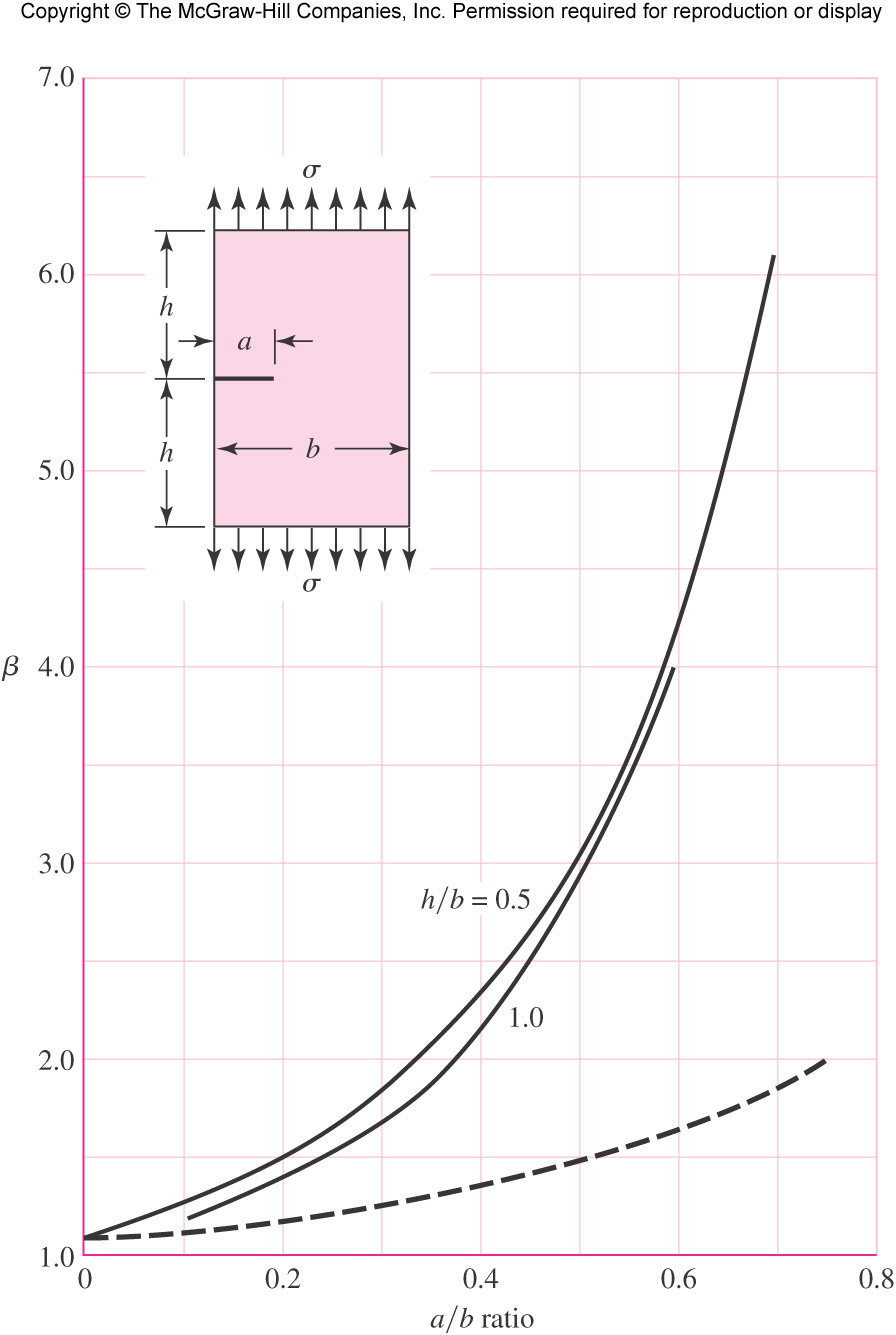 Copyright © The McGraw-Hill Companies, Inc. Permission required for reproduction or display
7.0
σ
6.0
h
a
5.0
h
b
σ
β 4.0
3.0
h/b = 0.5
1.0
2.0
1.0
0 0.2 0.4 0.6 0.8
a/b ratio